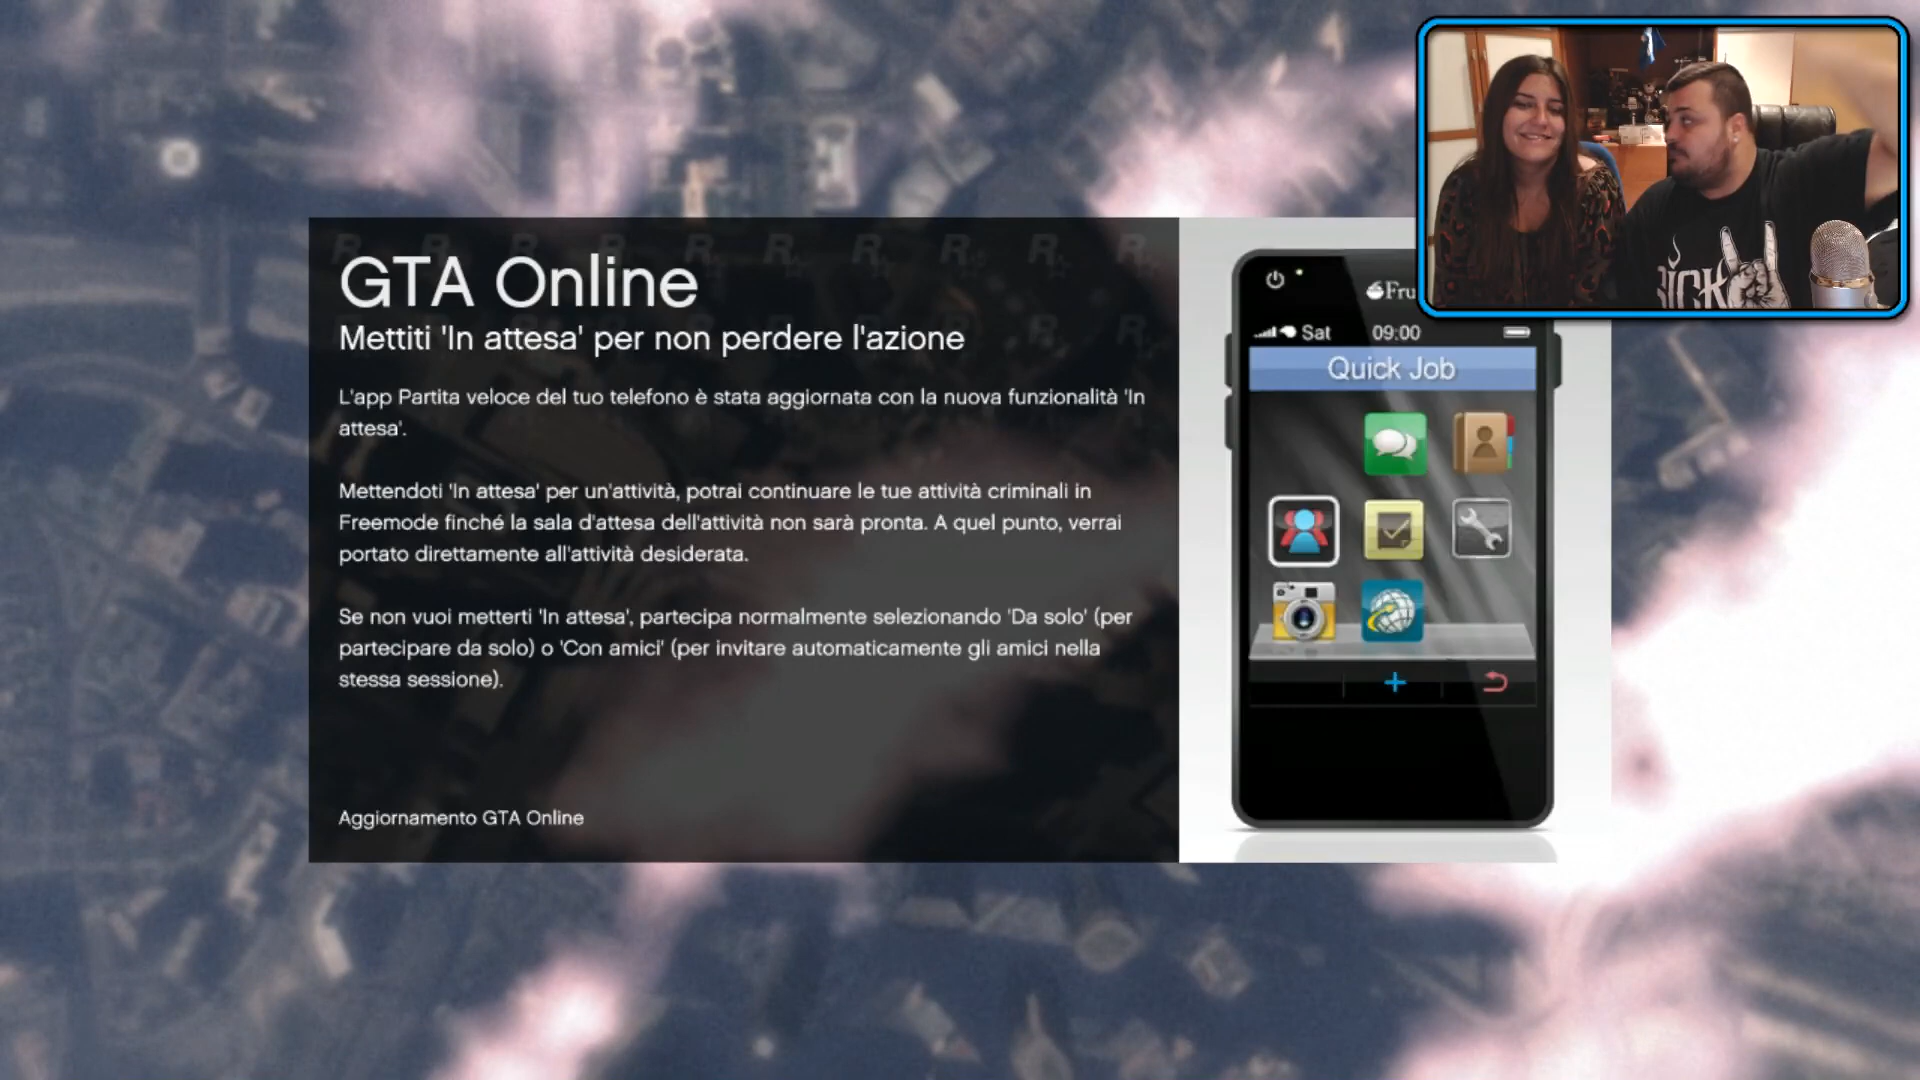 GTA Online
Mettiti 'In attesa' per non perdere l'azione
L'app Partita veloce del tuo telefono è stata aggiornata con la nuova funzionalità 'In
attesa'.
Mettendoti 'In attesa' per un'attività, potrai continuare le tue attività criminali in
Freemode finché la sala d'attesa dell'attività non sarà pronta. A quel punto, verrai
portato direttamente all'attività desiderata.
Se non vuoi metterti 'In attesa', partecipa normalmente selezionando 'Da solo' (per
partecipare da solo) o 'Con amici' (per invitare automaticamente gli amici nella
stessa sessione).
Aggiornamento GTA Online
Fru
Sat 09:00
Quick Job
SICK